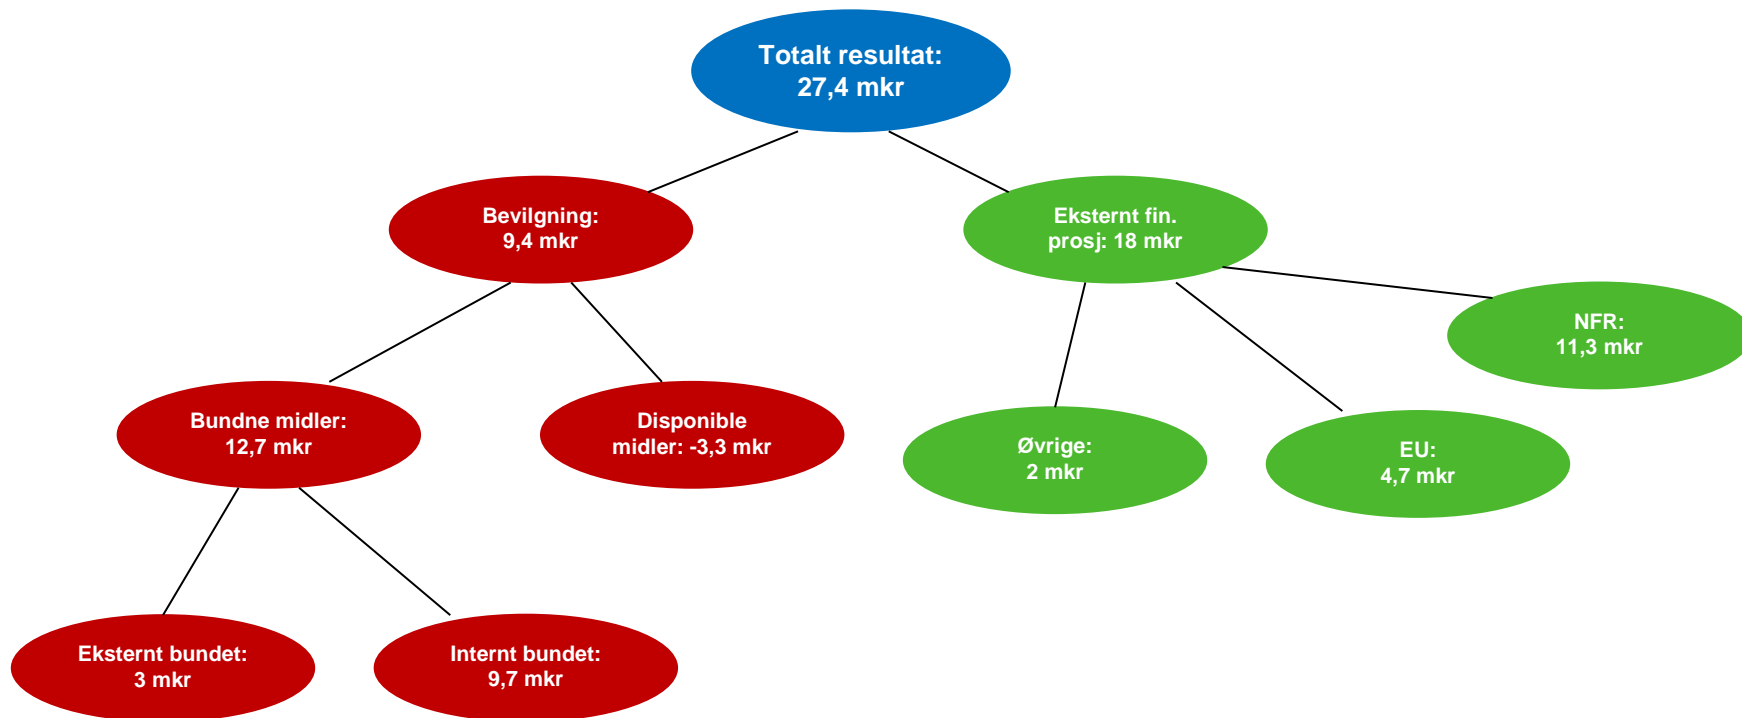 Totalt resultat:
27,4 mkr
Bevilgning:
9,4 mkr
Eksternt fin.
prosj: 18 mkr
NFR:
11,3 mkr
Bundne midler:
12,7 mkr
Disponible
midler: -3,3 mkr
Øvrige:
2 mkr
EU:
4,7 mkr
Eksternt bundet:
3 mkr
Internt bundet:
9,7 mkr